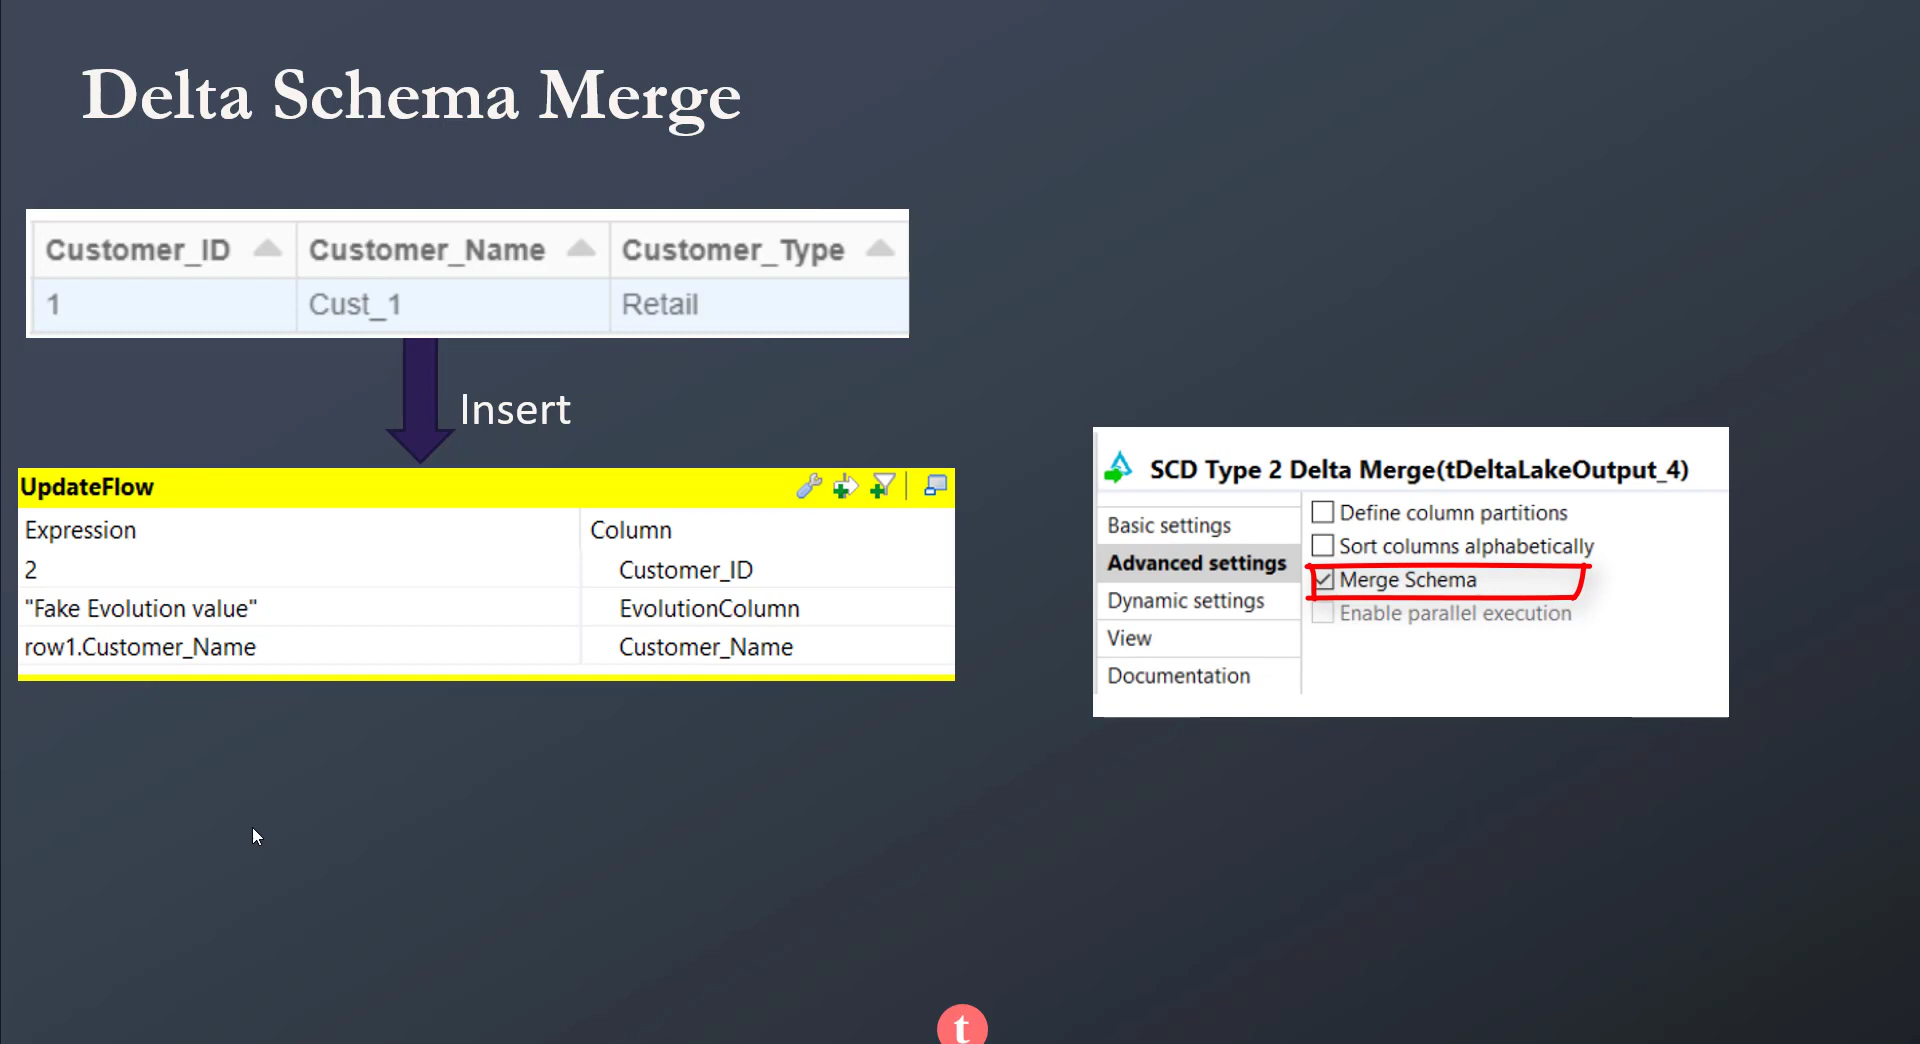 Delta Schema Merge
Customer_ID Customer_Name Customer_Type
1 Cust_1 Retail
Insert
UpdateFlow
Expression Column
2 Customer_ID
"Fake Evolution value" EvolutionColumn
row1.Customer_Name Customer_Name
SCD Type 2 Delta Merge(tDeltaLakeOutput_4)
Basic settings
Advanced settings
Dynamic settings
View
Documentation
Define column partitions
Sort columns alphabetically
Merge Schema
Enable parallel execution
t